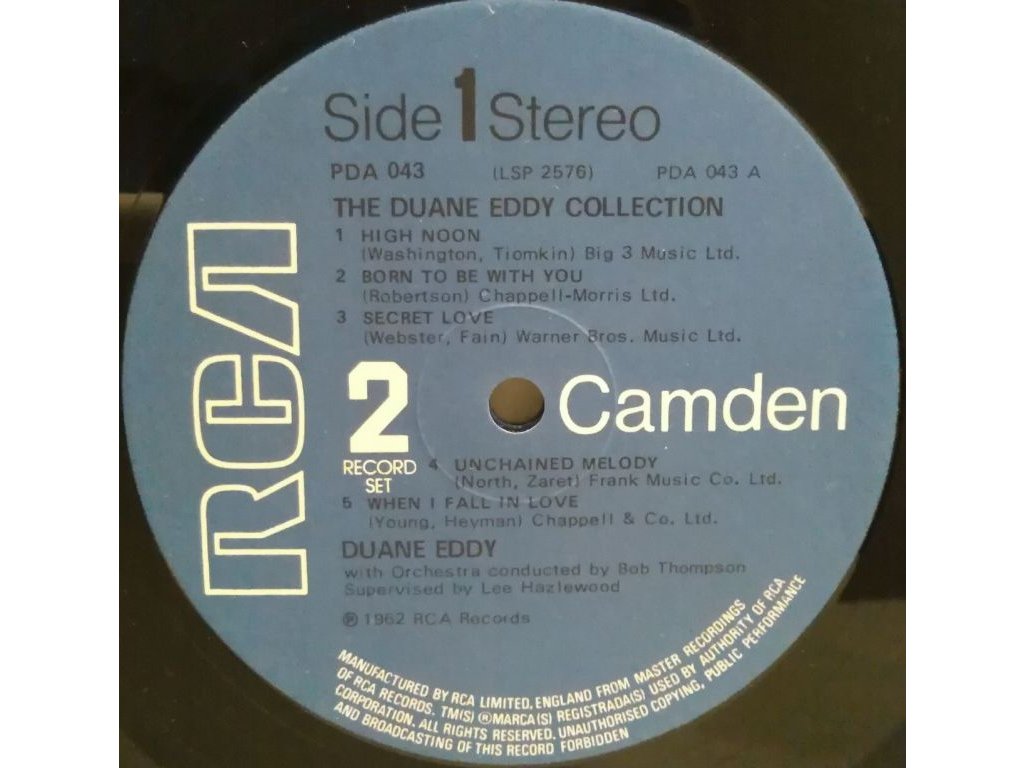 Side 1 Stereo
PDA 043 (LSP 2576) PDA 043 A
THE DUANE EDDY COLLECTION
1 HIGH NOON
(Washington, Tiomkin) Big 3 Music Ltd.
2 BORN TO BE WITH YOU
(Robertson) Chappell-Morris Ltd.
3 SECRET LOVE
(Webster, Fain) Warner Bros. Music Ltd.
RCA
2
RECORD
SET
Camden
4 UNCHAINED MELODY
(North, Zaret) Frank Music Co. Ltd.
5 WHEN I FALL IN LOVE
(Young, Heyman) Chappell & Co. Ltd.
DUANE EDDY
with Orchestra conducted by Bob Thompson
Supervised by Lee Hazlewood
℗ 1962 RCA Records
MANUFACTURED BY RCA LIMITED, ENGLAND FROM MASTER RECORDINGS
OF RCA RECORDS. TM(S) ®MARCA(S) REGISTRADA(S) USED BY AUTHORITY OF RCA
CORPORATION. ALL RIGHTS RESERVED. UNAUTHORISED COPYING, PUBLIC PERFORMANCE
AND BROADCASTING OF THIS RECORD FORBIDDEN